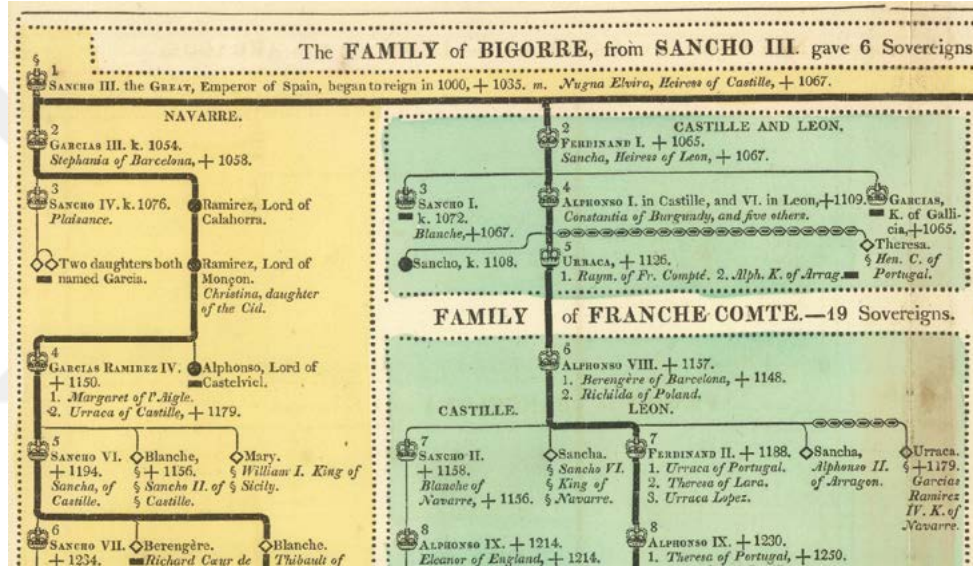 The FAMILY of BIGORRE, from SANCHO III. gave 6 Sovereigns
1
SANCHO III. the GREAT, Emperor of Spain, began to reign in 1000, + 1035. m. Nugna Elvira, Heiress of Castille, + 1067.
NAVARRE.
2
GARCIAS III. k. 1054.
Stephania of Barcelona, + 1058.
3
SANCHO IV. k. 1076.
Plaisance.
Ramirez, Lord of
Calahorra.
Two daughters both
named Garcia.
Ramirez, Lord of
Monçon.
Christina, daughter
of the Cid.
4
GARCIAS RAMIREZ IV.
+ 1150.
1. Margaret of l'Aigle.
2. Urraca of Castille, + 1179.
Alphonso, Lord of
Castelviel.
5
SANCHO VI.
+ 1194.
Sancha, of
Castille.
Blanche,
§ + 1156.
§ Sancho II. of
§ Castille.
Mary.
§ William I. King of
§ Sicily.
6
SANCHO VII.
+ 1234.
Berengère.
Richard Cœur de
Blanche.
Thibault of
CASTILLE AND LEON.
2
FERDINAND I. + 1065.
Sancha, Heiress of Leon, + 1067.
3
SANCHO I.
k. 1072.
Blanche, + 1067.
4
ALPHONSO I. in Castille, and VI. in Leon, + 1109.
Constantia of Burgundy, and five others.
GARCIAS,
K. of Galli-
cia, + 1065.
Sancho, k. 1108.
5
URRACA, + 1126.
1. Raym. of Fr. Compté. 2. Alph. K. of Arrag.
Theresa.
§ Hen. C. of
Portugal.
FAMILY of FRANCHE COMTE.—19 Sovereigns.
6
ALPHONSO VIII. + 1157.
1. Berengère of Barcelona, + 1148.
2. Richilda of Poland.
CASTILLE.
LEON.
7
SANCHO II.
+ 1158.
Blanche of
Navarre, + 1156.
Sancha.
§ Sancho VI.
§ King of
§ Navarre.
7
FERDINAND II. + 1188.
1. Urraca of Portugal.
2. Theresa of Lara.
3. Urraca Lopez.
Sancha,
Alphonso II.
of Arragon.
Urraca.
§ + 1179.
Garcias
Ramirez
IV. K. of
Navarre.
8
ALPHONSO IX. + 1214.
Eleanor of England, + 1214.
8
ALPHONSO IX. + 1230.
1. Theresa of Portugal, + 1250.